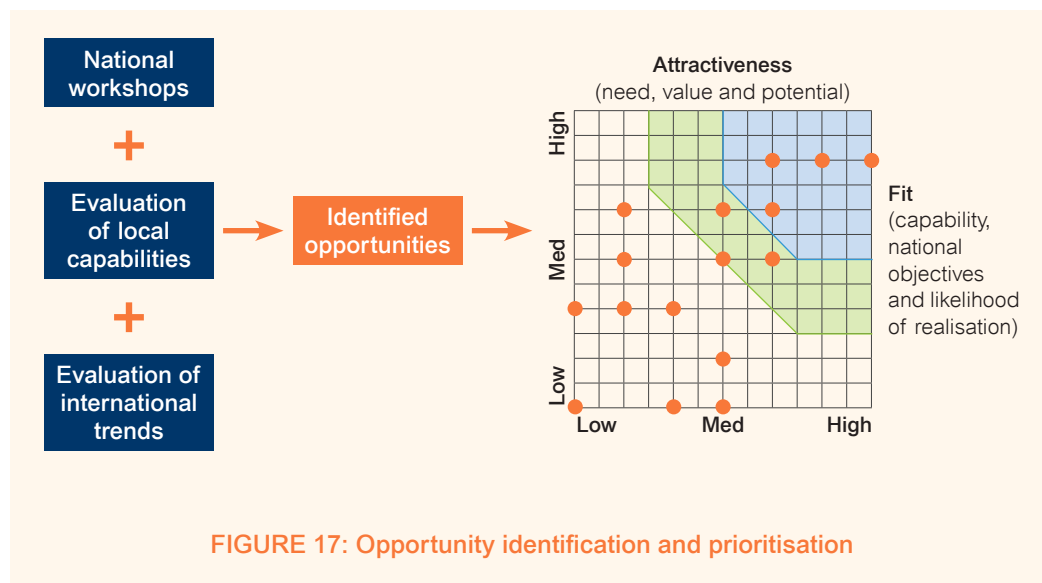 National
workshops
+
Evaluation
of local
capabilities
+
Evaluation of
international
trends
Identified
opportunities
Attractiveness
(need, value and potential)
High
Med
Low
Low Med High
Fit
(capability,
national
objectives
and likelihood
of realisation)
FIGURE 17: Opportunity identification and prioritisation